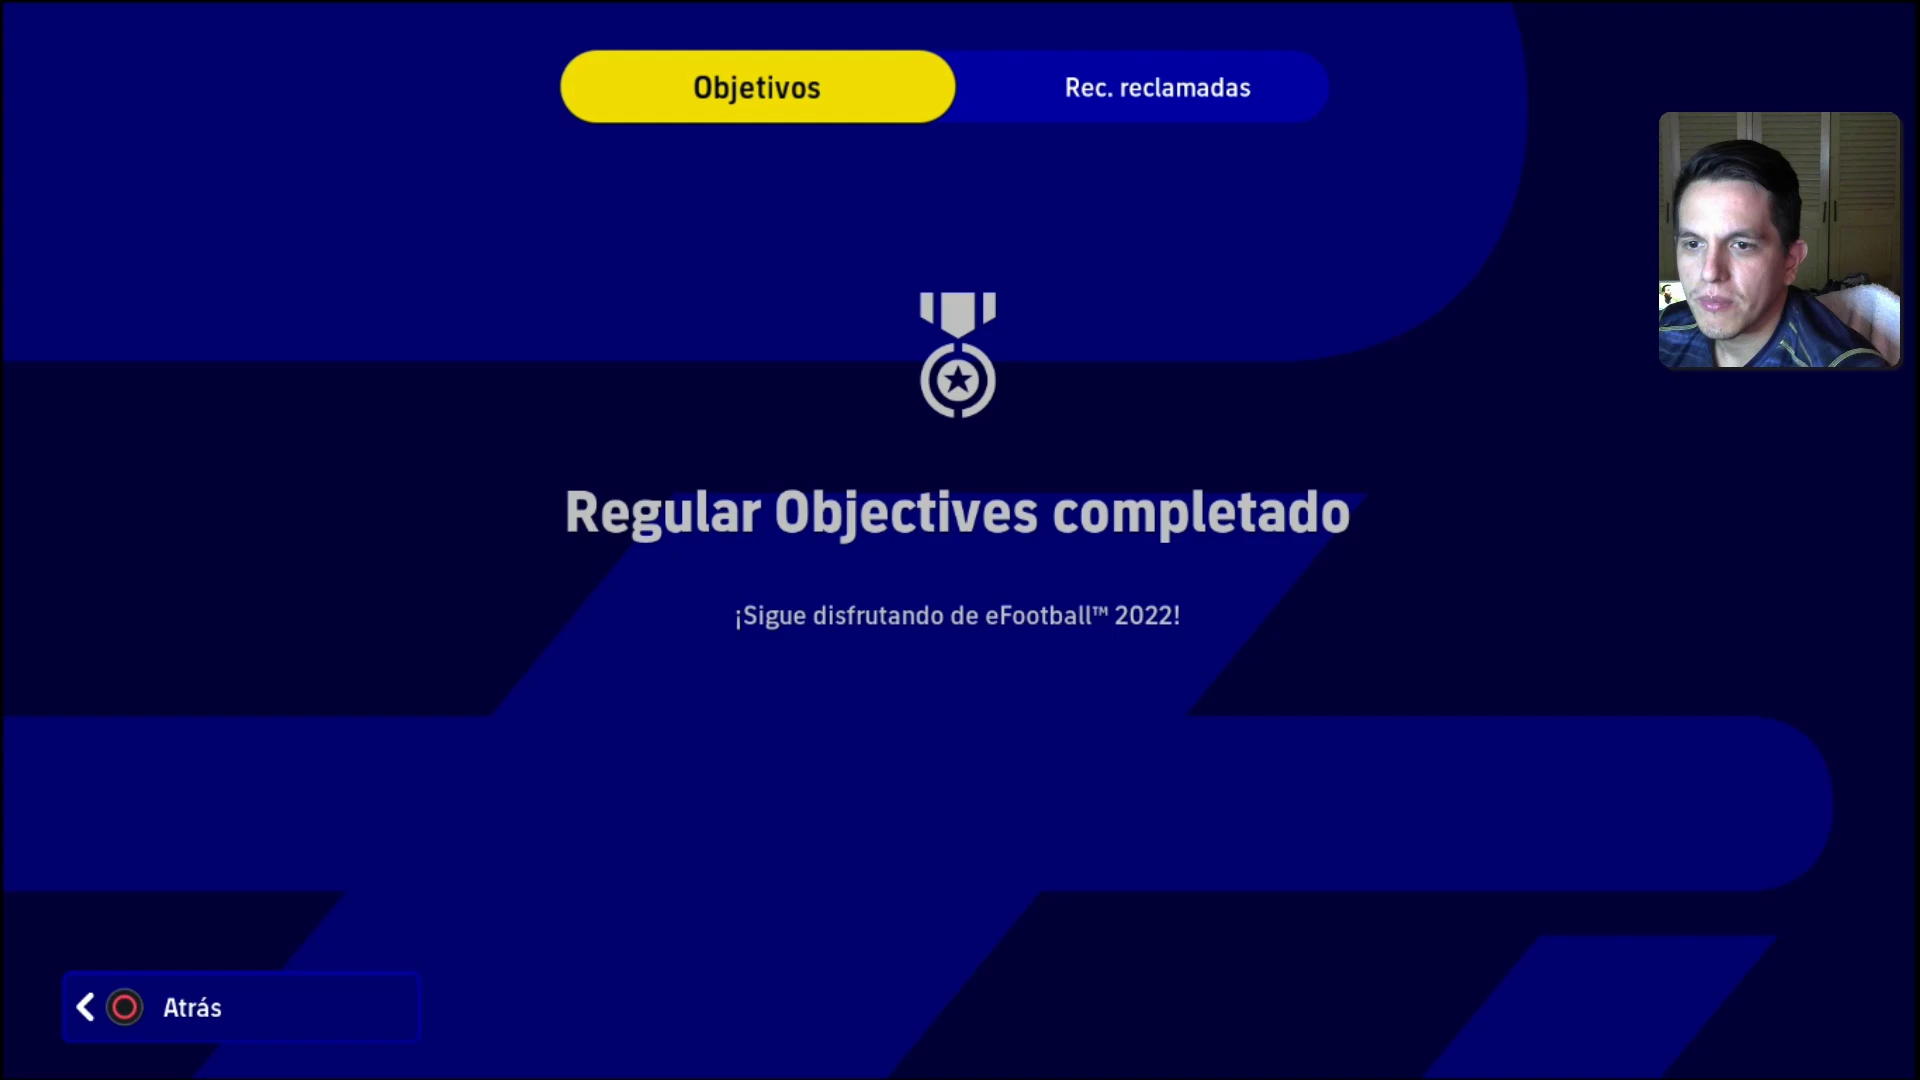 Objetivos
Rec. reclamadas
Regular Objectives completado
¡Sigue disfrutando de eFootball™ 2022!
Atrás